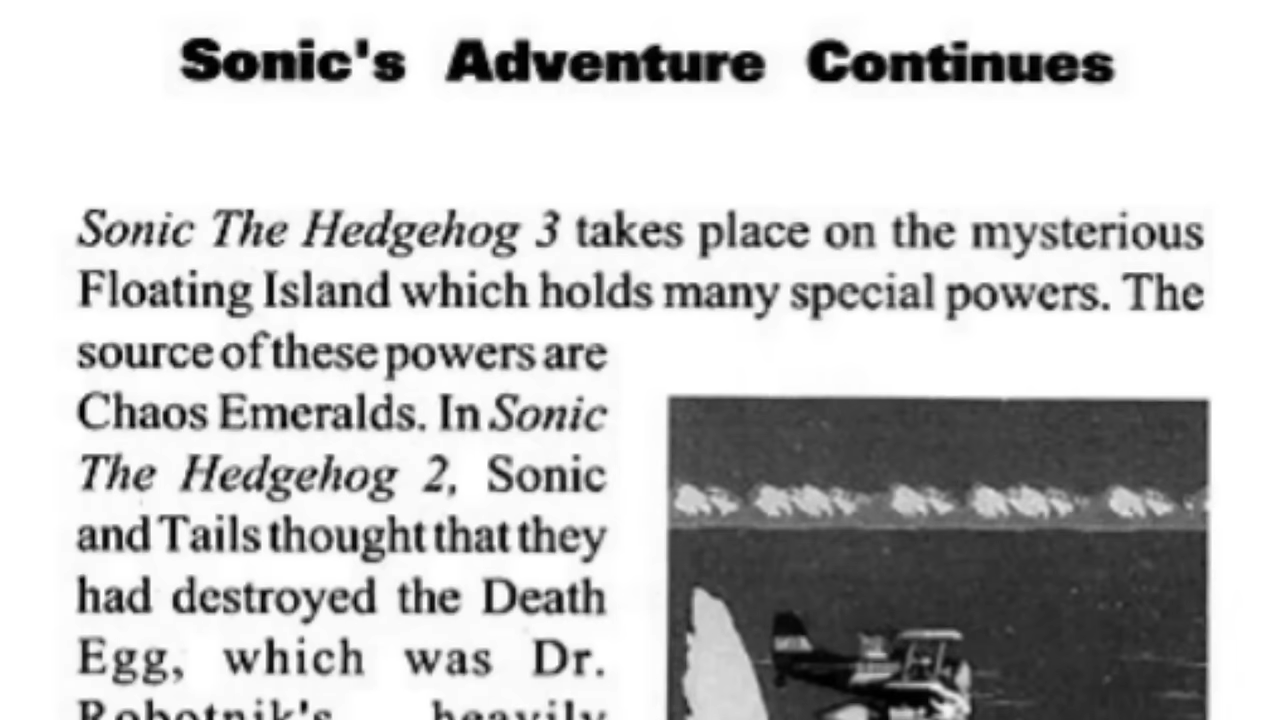 Sonic's Adventure Continues
Sonic The Hedgehog 3 takes place on the mysterious
Floating Island which holds many special powers. The
source of these powers are
Chaos Emeralds. In Sonic
The Hedgehog 2, Sonic
and Tails thought that they
had destroyed the Death
Egg, which was Dr.
Robotnik's heavily